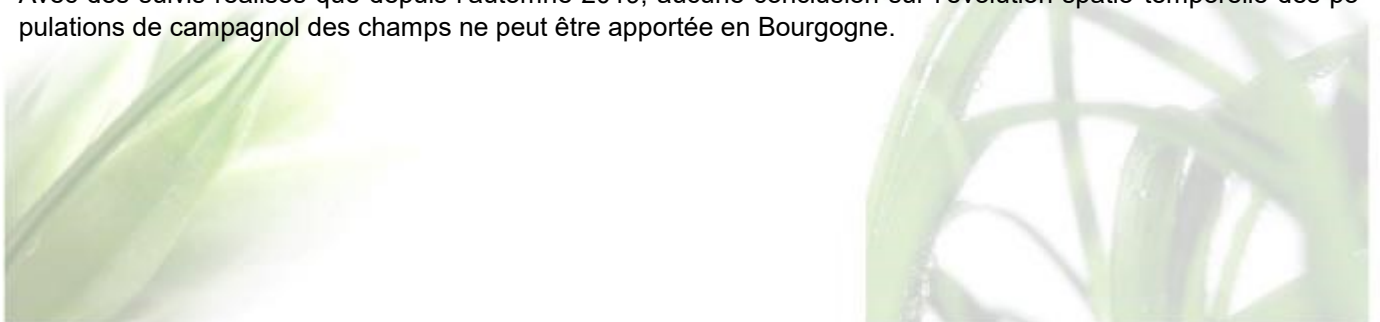 Avec des suivis réalisés que depuis l'automne 2010, aucune conclusion sur l'évolution spatio-temporelle des po-
pulations de campagnol des champs ne peut être apportée en Bourgogne.